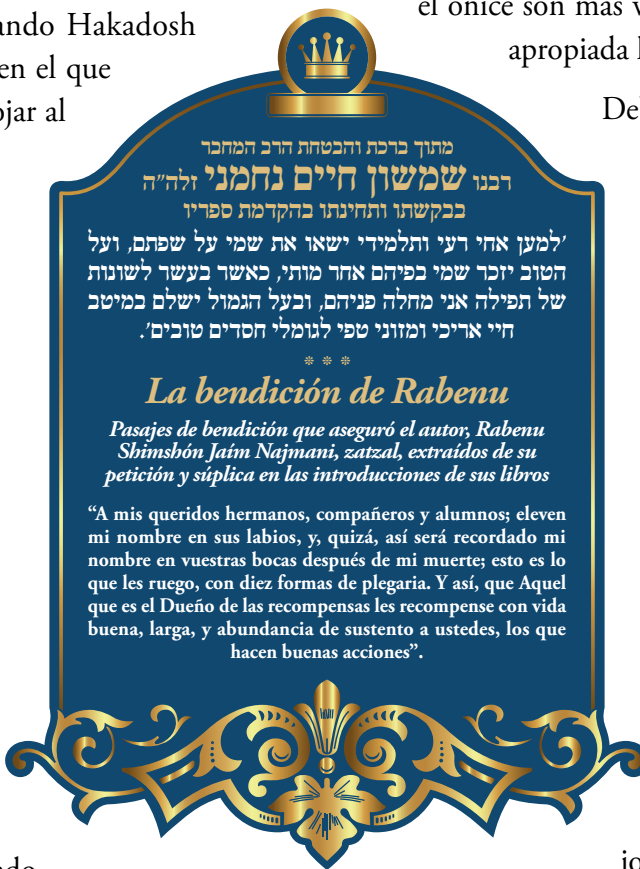 ando Hakadosh
en el que
ojar al
el ónice son más v
apropiada l
De
מתוך ברכת והבטחת הרב המחבר
רבנו שמשון חיים נחמני זלה״ה
בבקשתו ותחינתו בהקדמת ספריו
'למען אחי רעי ותלמידי ישאו את שמי על שפתם, ועל
הטוב יזכר שמי בפיהם אחר מותי, כאשר בעשר לשונות
של תפילה אני מחלה פניהם, ובעל הגמול ישלם במיטב
חיי אריכי ומזוני טפי לגומלי חסדים טובים'.
* * *
La bendición de Rabenu
Pasajes de bendición que aseguró el autor, Rabenu
Shimshón Jaím Najmani, zatzal, extraídos de su
petición y súplica en las introducciones de sus libros
“A mis queridos hermanos, compañeros y alumnos; eleven
mi nombre en sus labios, y, quizá, así será recordado mi
nombre en vuestras bocas después de mi muerte; esto es lo
que les ruego, con diez formas de plegaria. Y así, que Aquel
que es el Dueño de las recompensas les recompense con vida
buena, larga, y abundancia de sustento a ustedes, los que
hacen buenas acciones”.